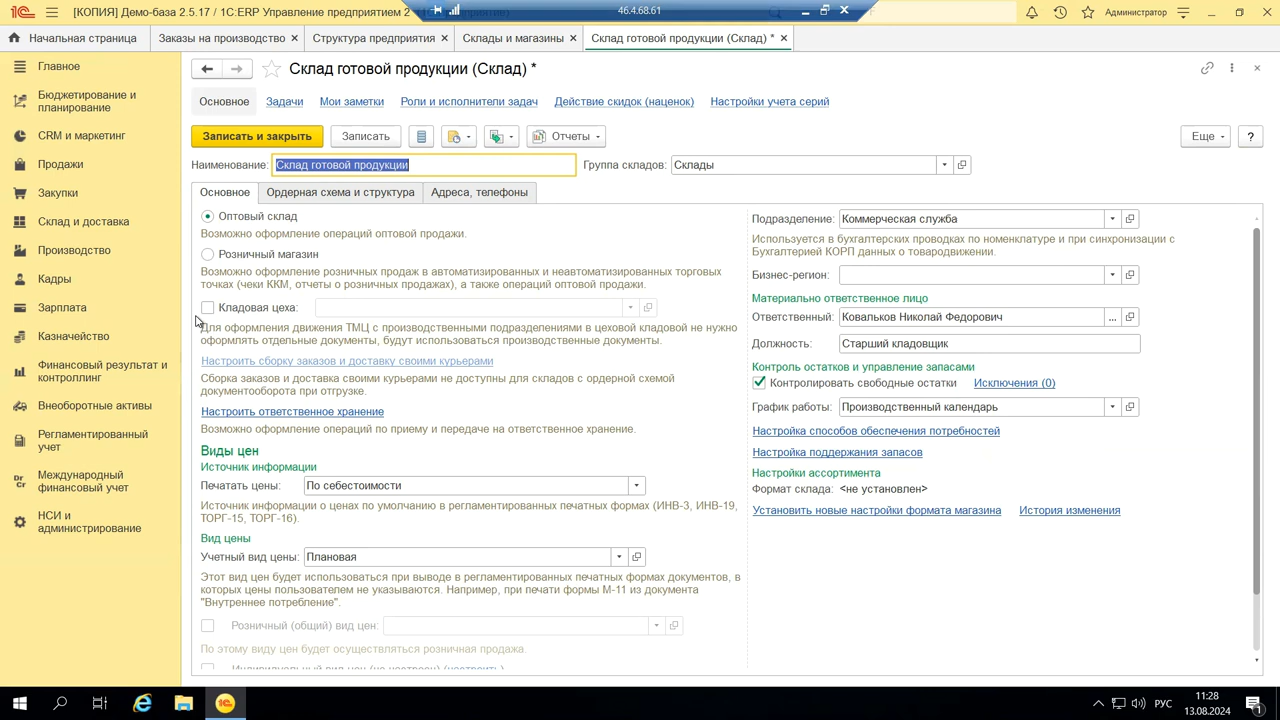 [КОПИЯ] Демо-база 2.5.17 / 1С:ERP Управление предприятием 2
46.4.68.61
Администратор
Начальная страница
Заказы на производство ×
Структура предприятия ×
Склады и магазины ×
Склад готовой продукции (Склад) * ×
Главное
Бюджетирование и
планирование
CRM и маркетинг
Продажи
Закупки
Склад и доставка
Производство
Кадры
Зарплата
Казначейство
Финансовый результат и
контроллинг
Внеоборотные активы
Регламентированный
учет
Dr
Cr
Международный
финансовый учет
НСИ и
администрирование
Склад готовой продукции (Склад) *
Основное
Задачи
Мои заметки
Роли и исполнители задач
Действие скидок (наценок)
Настройки учета серий
Записать и закрыть
Записать
Отчеты
Еще
?
Наименование: Склад готовой продукции
Группа складов: Склады
Основное
Ордерная схема и структура
Адреса, телефоны
Оптовый склад
Возможно оформление операций оптовой продажи.
Розничный магазин
Возможно оформление розничных продаж в автоматизированных и неавтоматизированных торговых
точках (чеки ККМ, отчеты о розничных продажах), а также операций оптовой продажи.
Кладовая цеха:
Для оформления движения ТМЦ с производственными подразделениями в цеховой кладовой не нужно
оформлять отдельные документы, будут использоваться производственные документы.
Настроить сборку заказов и доставку своими курьерами
Сборка заказов и доставка своими курьерами не доступны для складов с ордерной схемой
документооборота при отгрузке.
Настроить ответственное хранение
Возможно оформление операций по приему и передаче на ответственное хранение.
Виды цен
Источник информации
Печатать цены: По себестоимости
Источник информации о ценах по умолчанию в регламентированных печатных формах (ИНВ-3, ИНВ-19,
ТОРГ-15, ТОРГ-16).
Вид цены
Учетный вид цены: Плановая
Этот вид цен будет использоваться при выводе в регламентированных печатных формах документов, в
которых цены пользователем не указываются. Например, при печати формы М-11 из документа
"Внутреннее потребление".
Розничный (общий) вид цен:
По этому виду цен будет осуществляться розничная продажа.
Индивидуальный вид цен (не настроен) (настроить)
Подразделение: Коммерческая служба
Используется в бухгалтерских проводках по номенклатуре и при синхронизации с
Бухгалтерией КОРП данных о товародвижении.
Бизнес-регион:
Материально ответственное лицо
Ответственный: Ковальков Николай Федорович ...
Должность: Старший кладовщик
Контроль остатков и управление запасами
Контролировать свободные остатки Исключения (0)
График работы: Производственный календарь
Настройка способов обеспечения потребностей
Настройка поддержания запасов
Настройки ассортимента
Формат склада: <не установлен>
Установить новые настройки формата магазина История изменения
РУС
11:28
13.08.2024
1